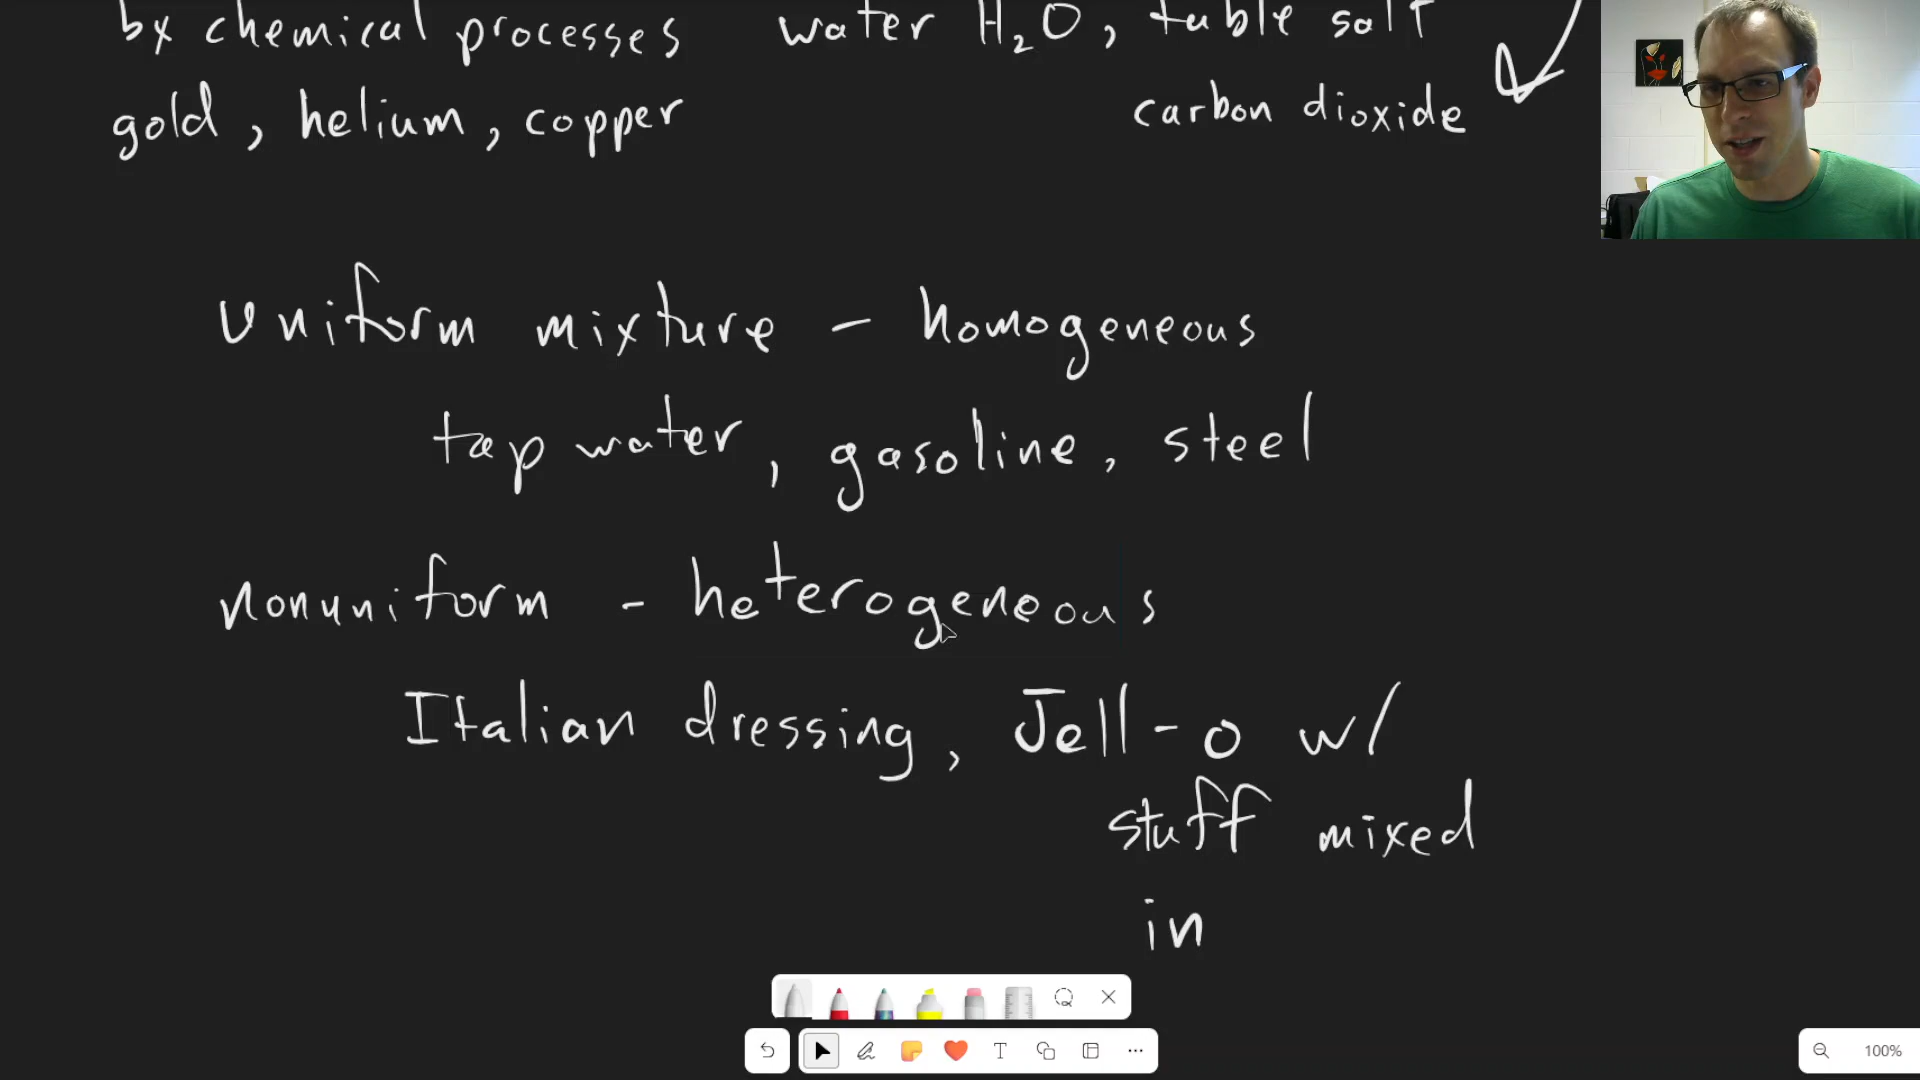 by chemical processes water H₂O, table salt
gold, helium, copper carbon dioxide
Uniform mixture - homogeneous
tap water, gasoline, steel
nonuniform - heterogeneous
Italian dressing, Jell-o w/
stuff mixed
in
T
100%